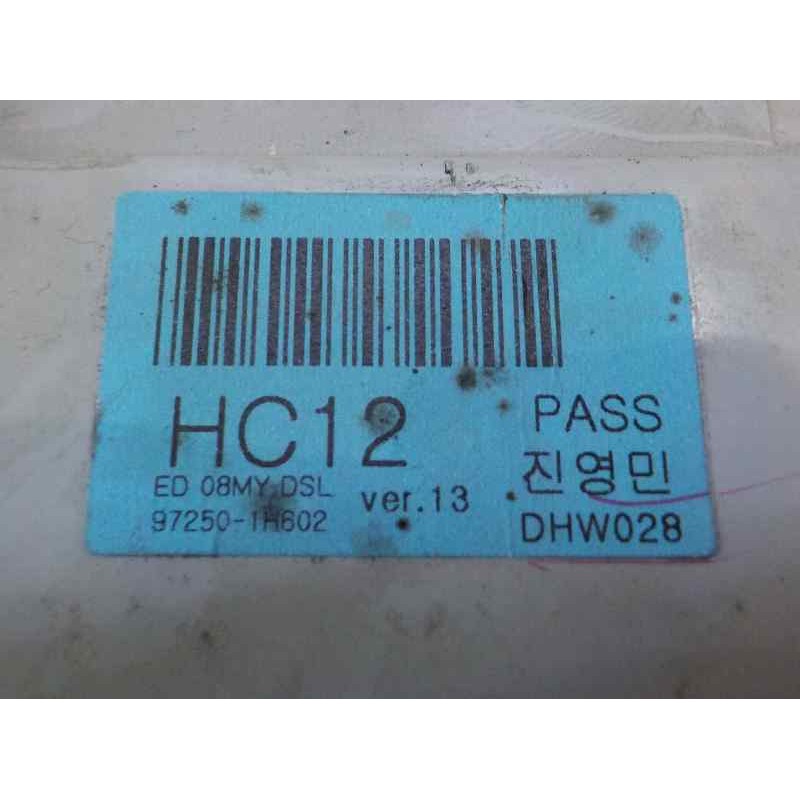 HC12
PASS
ED 08MY DSL
ver.13
진영민
97250-1H602
DHW028